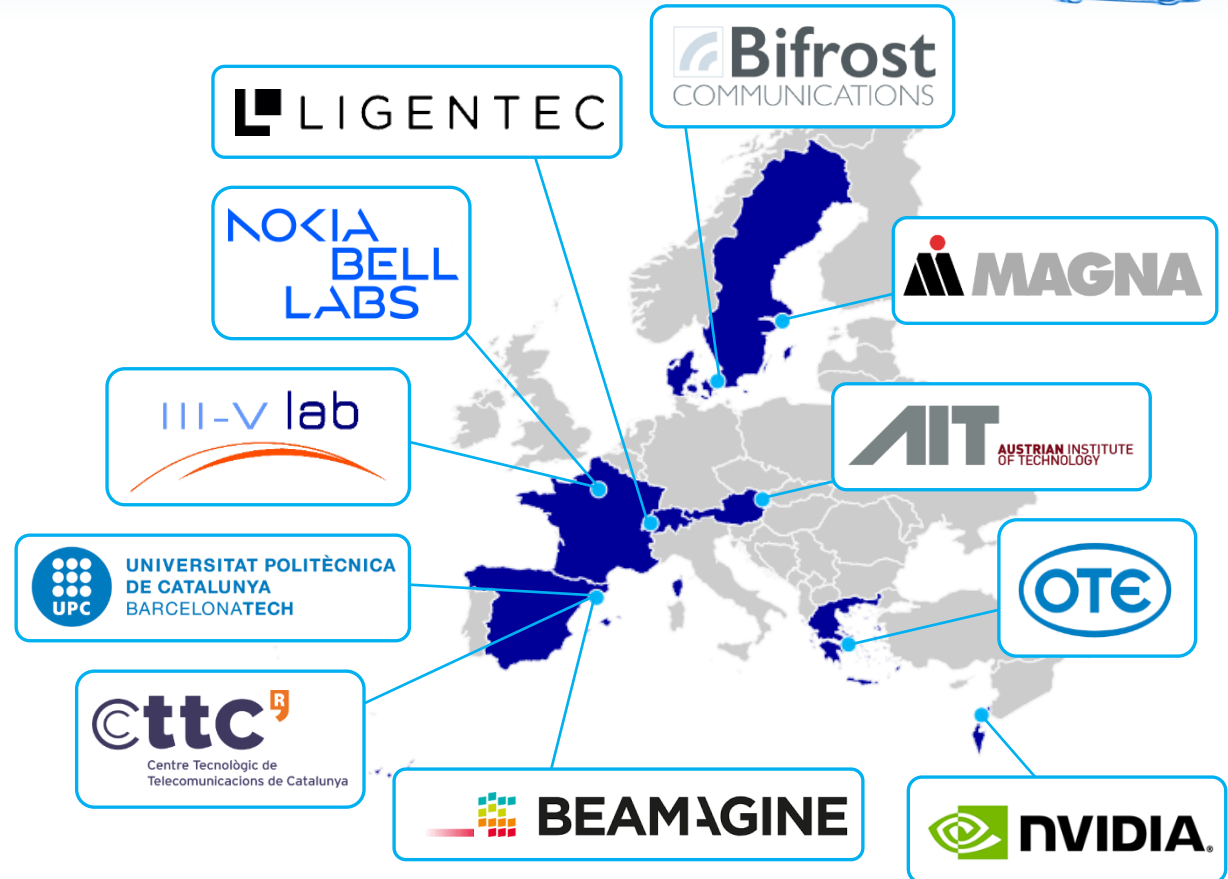 Bifrost
COMMUNICATIONS
LIGENTEC
NOKIA
BELL
LABS
MAGNA
III-V lab
AIT
AUSTRIAN INSTITUTE
OF TECHNOLOGY
UPC
UNIVERSITAT POLITÈCNICA
DE CATALUNYA
BARCELONATECH
OTE
cttc R
Centre Tecnològic de
Telecomunicacions de Catalunya
BEAMAGINE
NVIDIA.